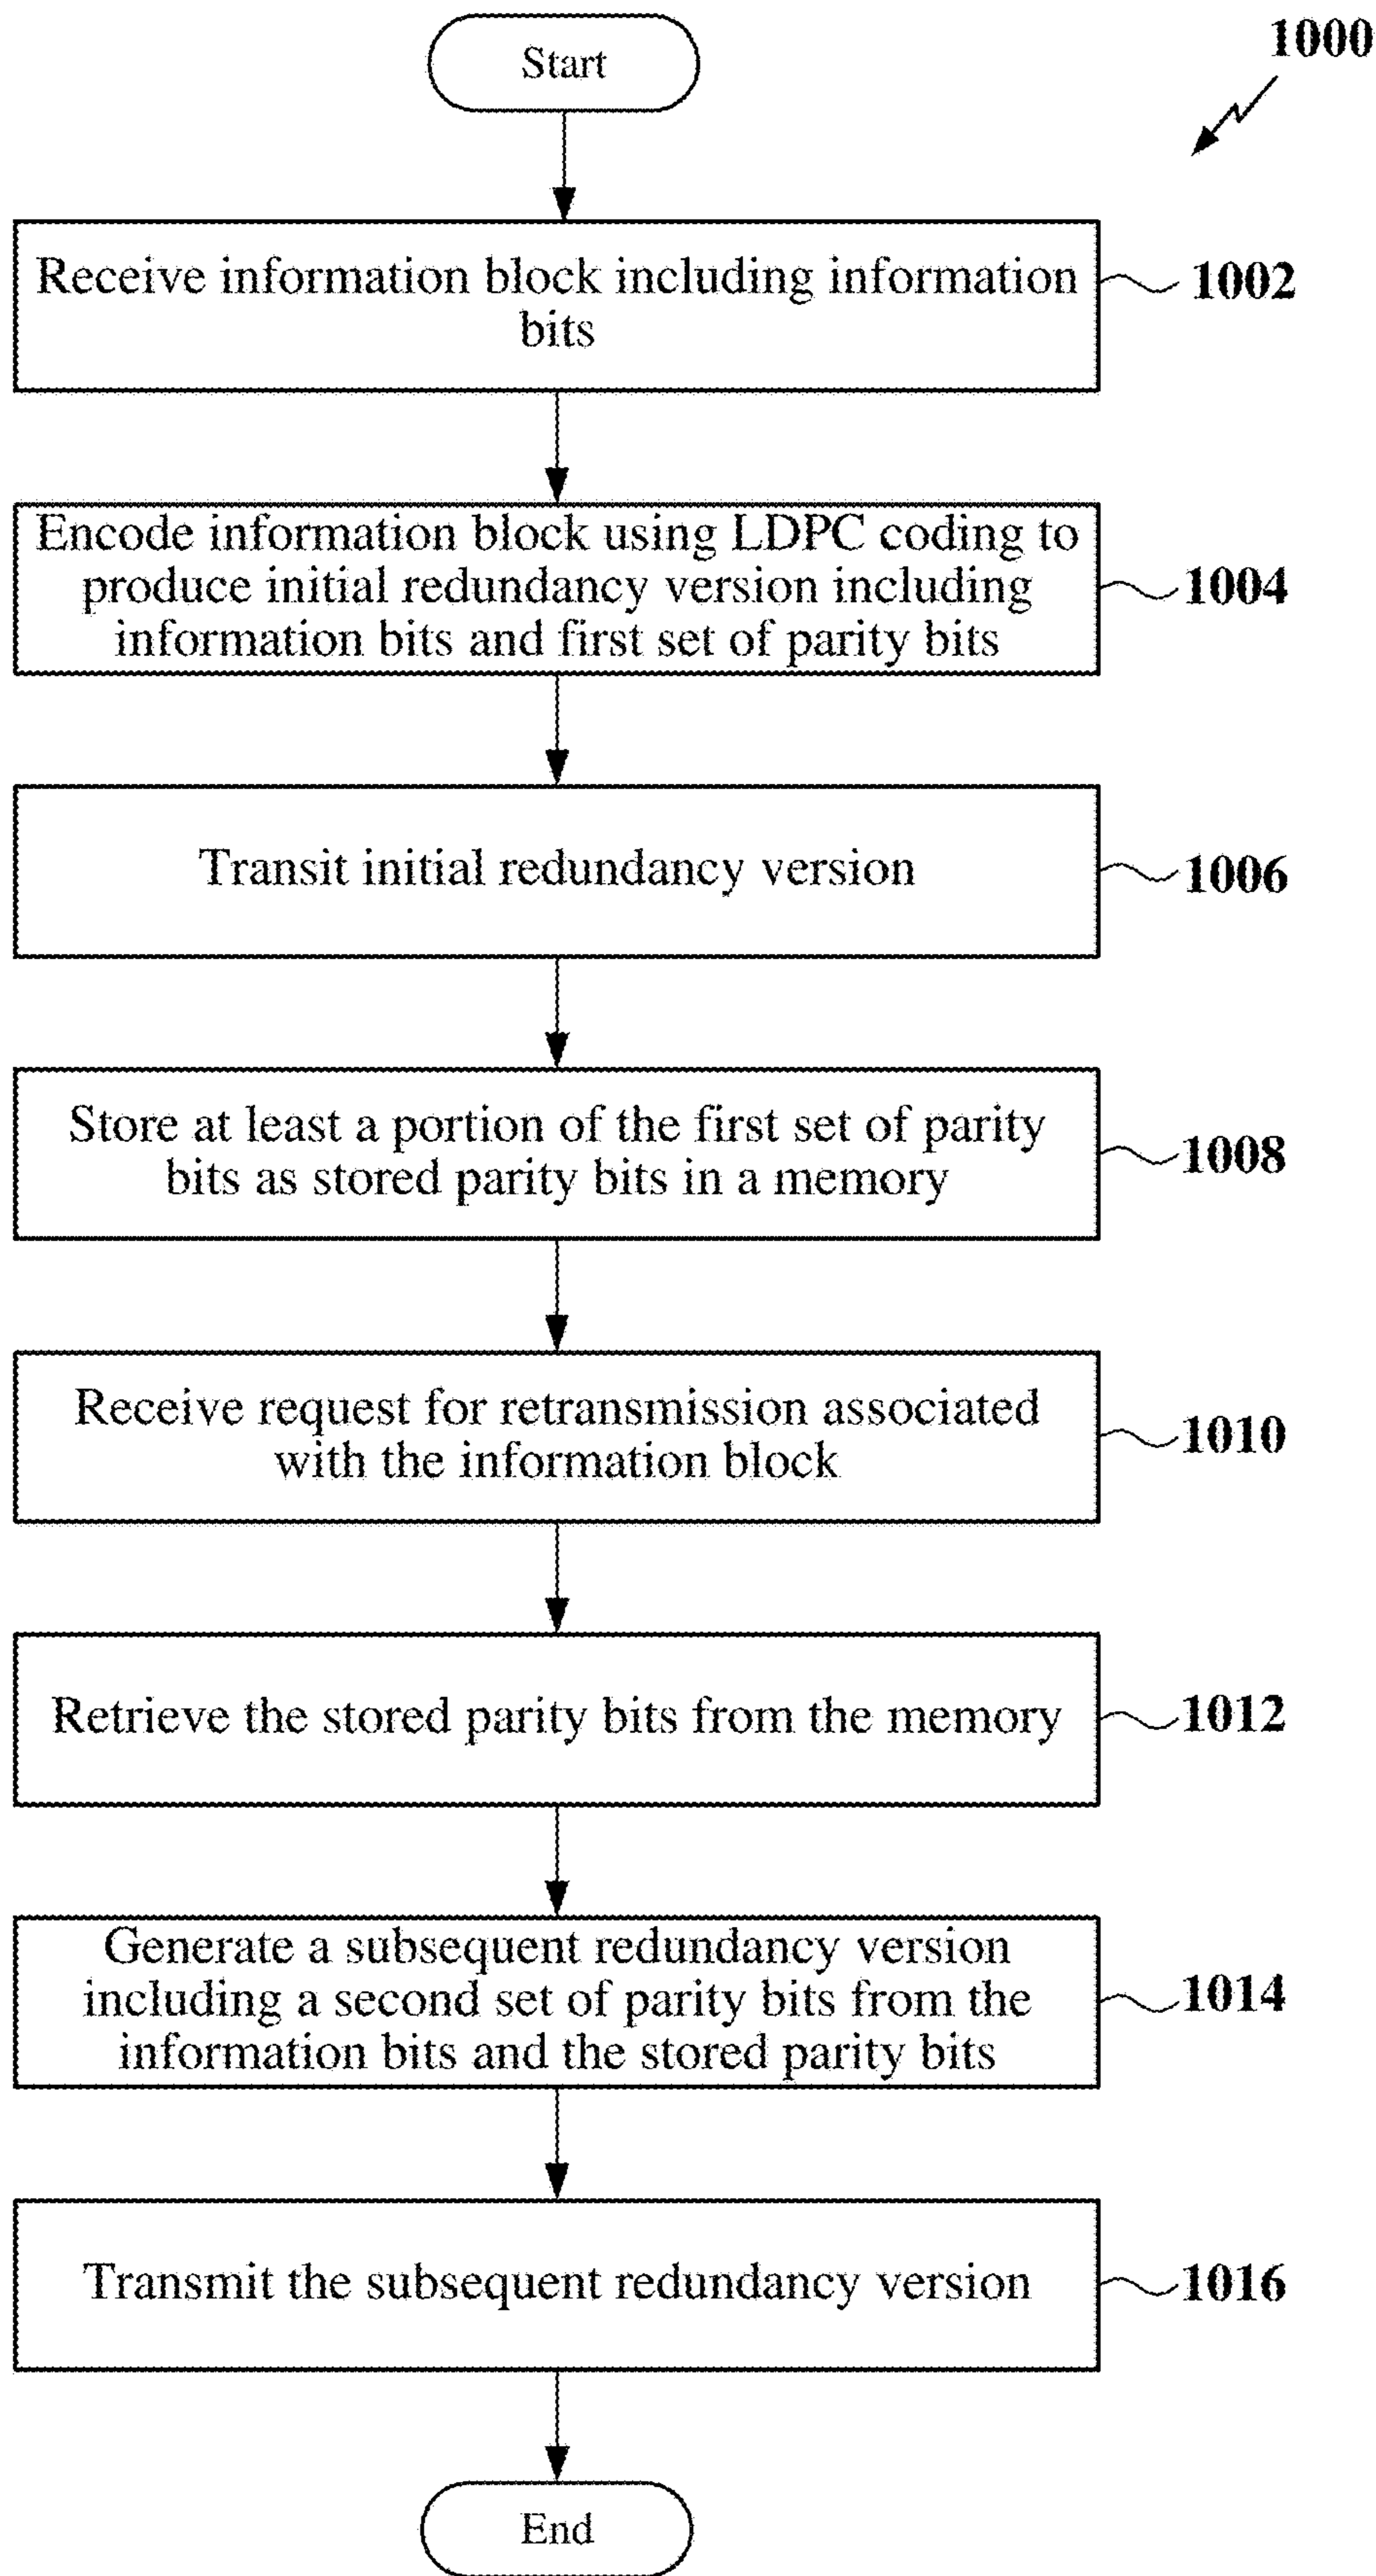 Start
1000
Receive information block including information
bits
1002
Encode information block using LDPC coding to
produce initial redundancy version including
information bits and first set of parity bits
1004
Transit initial redundancy version
1006
Store at least a portion of the first set of parity
bits as stored parity bits in a memory
1008
Receive request for retransmission associated
with the information block
1010
Retrieve the stored parity bits from the memory
1012
Generate a subsequent redundancy version
including a second set of parity bits from the
information bits and the stored parity bits
1014
Transmit the subsequent redundancy version
1016
End